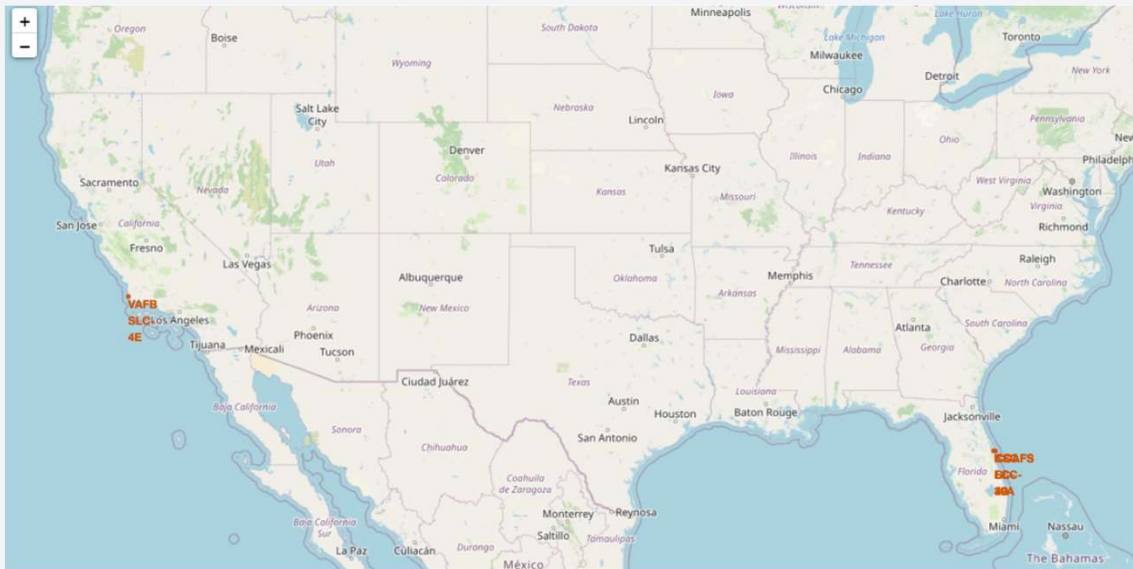 +
−
Minneapolis
Wisconsin
Lake Huron
Oregon
Boise
South Dakota
Lake Michigan
Toronto
Milwaukee
Wyoming
Detroit
New York
Chicago
Nebraska
Iowa
Salt Lake
City
Lincoln
Pennsylvania
Ohio
Denver
Illinois
Indiana
Utah
Kansas City
Colorado
Sacramento
Nevada
Kansas
Missouri
West Virginia
Washington
San Jose
California
Kentucky
Virginia
Richmond
Fresno
Tulsa
Las Vegas
Raleigh
Albuquerque
Oklahoma
Memphis
Tennessee
Charlotte
North Carolina
Arkansas
VAFB
SLC-
4E
Los Angeles
Arizona
New Mexico
South Carolina
Atlanta
Phoenix
Dallas
Tijuana
Mexicali
Tucson
Mississippi
Alabama
Georgia
Ciudad Juárez
Texas
Louisiana
Baja California
Austin
Baton Rouge
Jacksonville
Houston
Sonora
San Antonio
Chihuahua
Florida
Coahuila
de Zaragoza
Monterrey
Reynosa
Baja California
Sur
Saltillo
Tamaulipas
Miami
Nassau
La Paz
Culiacán
Durango
México
The Bahamas